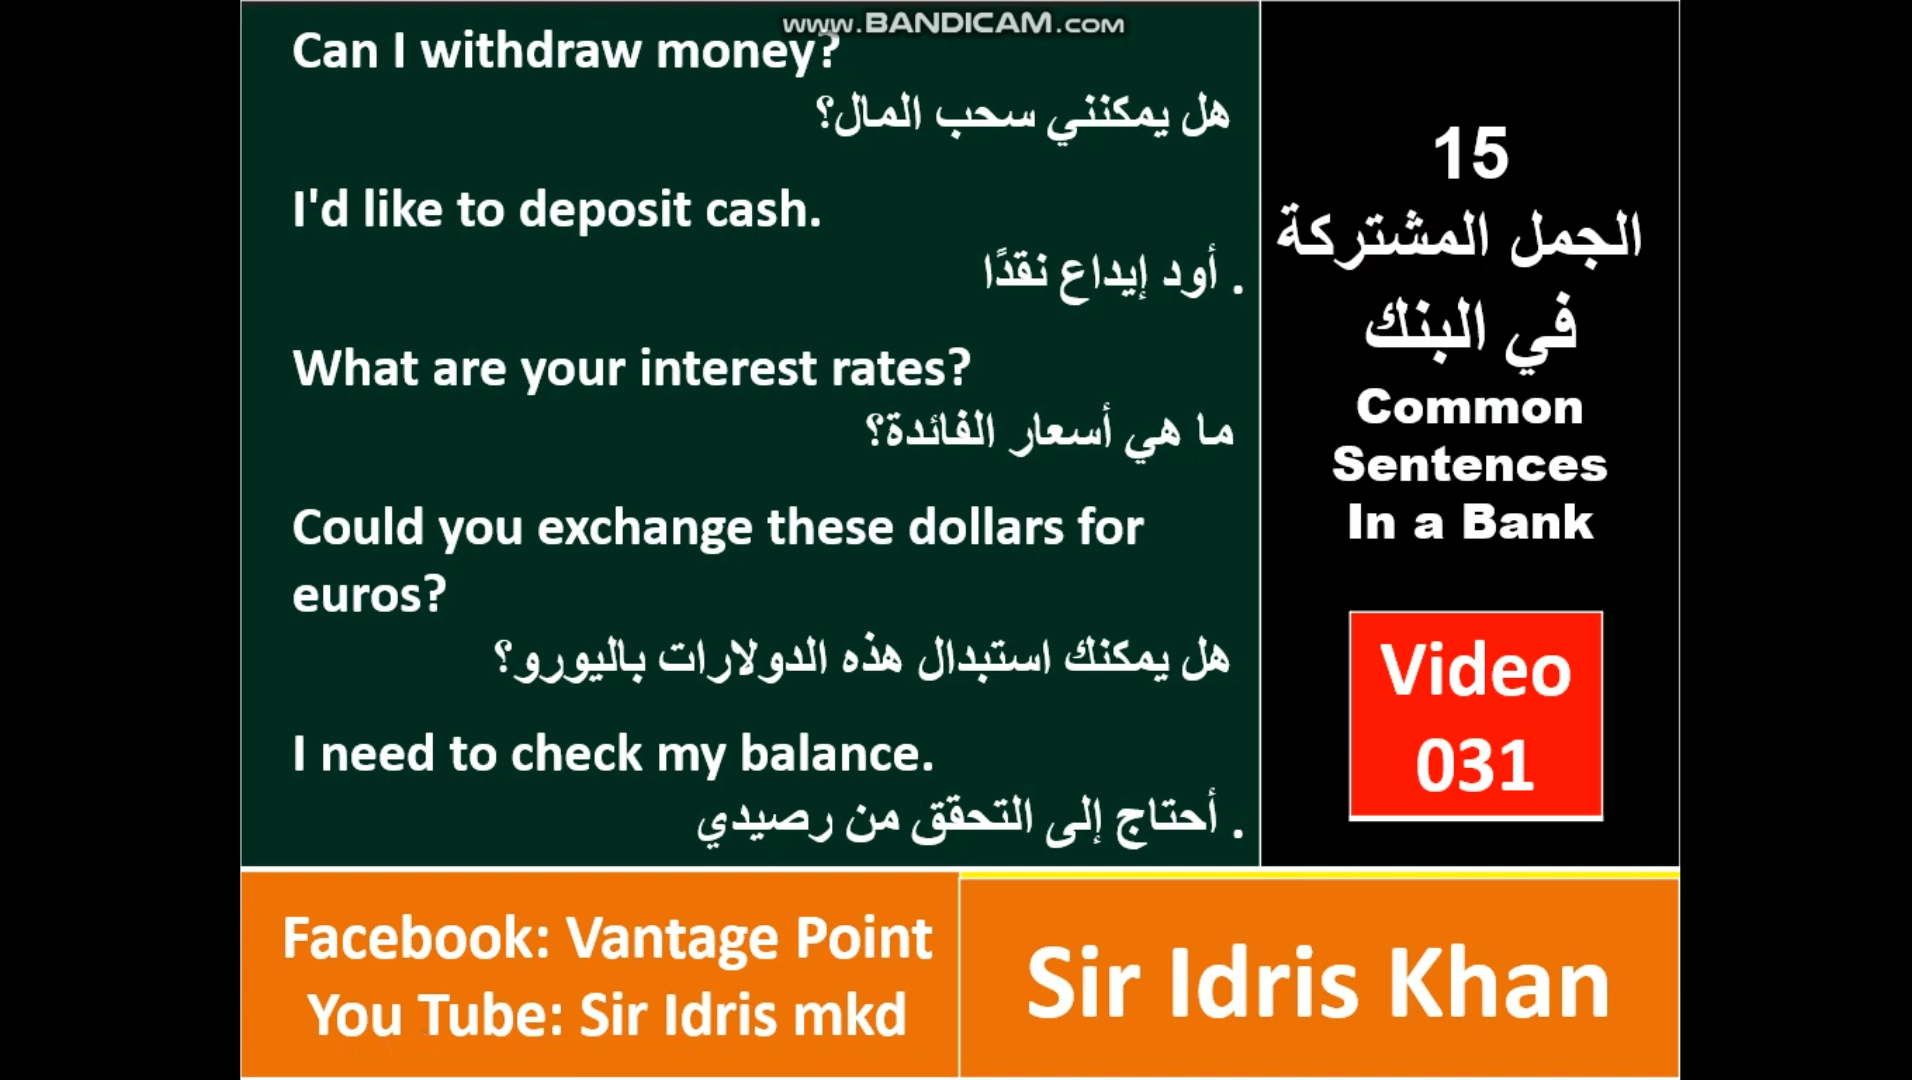 www.BANDICAM.com
Can I withdraw money?
هل يمكنني سحب المال؟
I'd like to deposit cash.
. أود إيداع نقدًا
What are your interest rates?
ما هي أسعار الفائدة؟
Could you exchange these dollars for
euros?
هل يمكنك استبدال هذه الدولارات باليورو؟
I need to check my balance.
. أحتاج إلى التحقق من رصيدي
15
الجمل المشتركة
في البنك
Common
Sentences
In a Bank
Video
031
Facebook: Vantage Point
You Tube: Sir Idris mkd
Sir Idris Khan